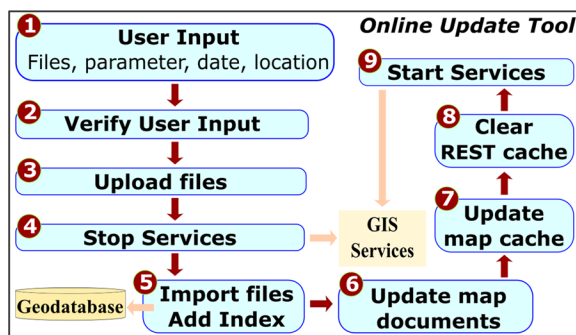 Online Update Tool
1
User Input
Files, parameter, date, location
2
Verify User Input
3
Upload files
4
Stop Services
GIS
Services
5
Import files
Add Index
Geodatabase
6
Update map
documents
7
Update
map cache
8
Clear
REST cache
9
Start Services